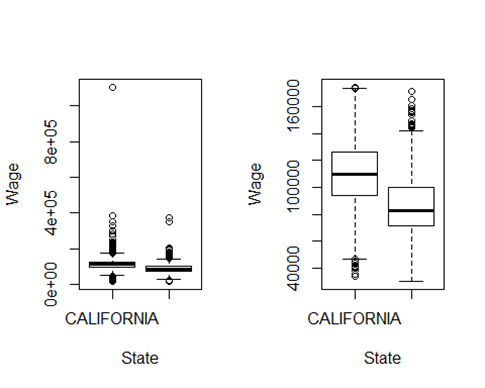 Wage
0e+00
4e+05
8e+05
CALIFORNIA
State
Wage
40000
100000
160000
CALIFORNIA
State